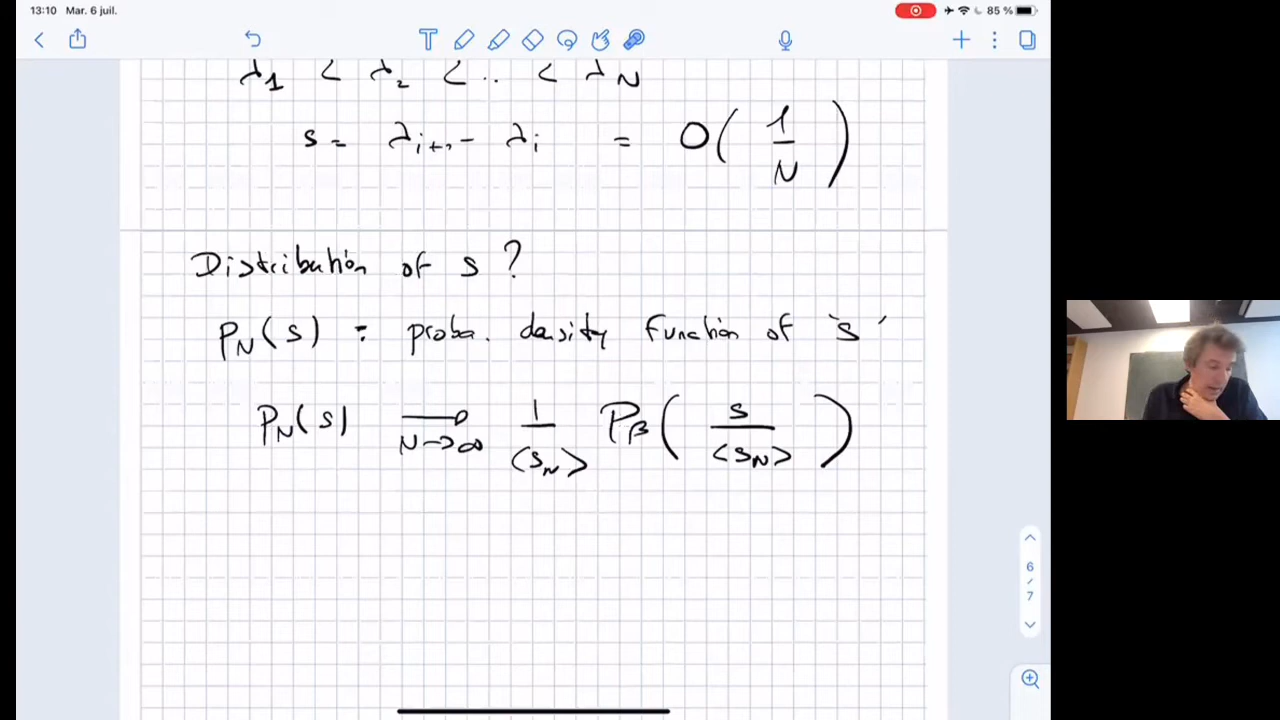 13:10 Mar. 6 juil. 85 %
λ1 < λ2 < .. < λN
s = λi+1 - λi = O( 1/N )
Distribution of s ?
PN(s) : proba. density function of 's'
PN(s) →N→∞ 1/<sN> Pβ( s/<sN> )
6
/
7